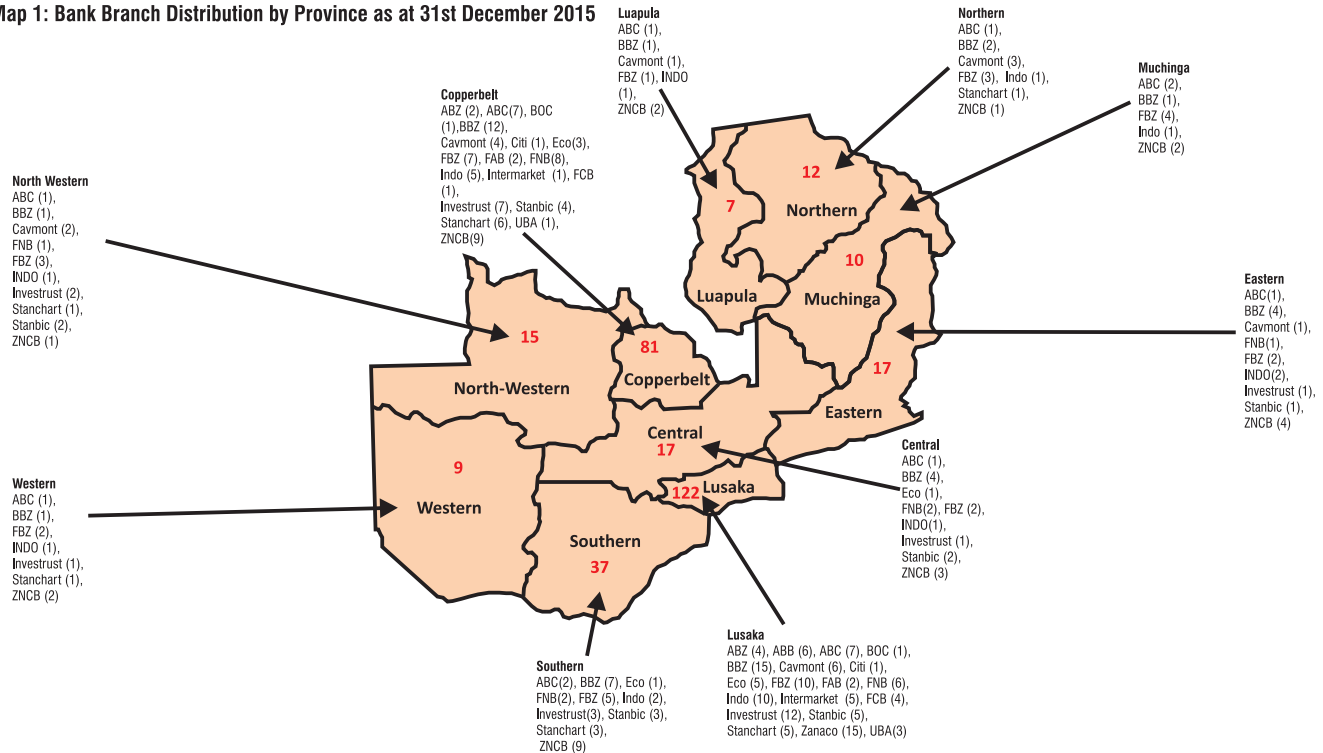 Map 1: Bank Branch Distribution by Province as at 31st December 2015
Luapula
ABC (1),
BBZ (1),
Cavmont (1),
FBZ (1), INDO
(1),
ZNCB (2)
Northern
ABC (1),
BBZ (2),
Cavmont (3),
FBZ (3), Indo (1),
Stanchart (1),
ZNCB (1)
Muchinga
ABC (2),
BBZ (1),
FBZ (4),
Indo (1),
ZNCB (2)
Copperbelt
ABZ (2), ABC(7), BOC
(1),BBZ (12),
Cavmont (4), Citi (1), Eco(3),
FBZ (7), FAB (2), FNB(8),
Indo (5), Intermarket (1), FCB
(1),
Investrust (7), Stanbic (4),
Stanchart (6), UBA (1),
ZNCB(9)
North Western
ABC (1),
BBZ (1),
Cavmont (2),
FNB (1),
FBZ (3),
INDO (1),
Investrust (2),
Stanchart (1),
Stanbic (2),
ZNCB (1)
Eastern
ABC(1),
BBZ (4),
Cavmont (1),
FNB(1),
FBZ (2),
INDO(2),
Investrust (1),
Stanbic (1),
ZNCB (4)
12
Northern
7
Luapula
10
Muchinga
15
North-Western
81
Copperbelt
17
Eastern
Central
17
9
Western
122 Lusaka
Southern
37
Central
ABC (1),
BBZ (4),
Eco (1),
FNB(2), FBZ (2),
INDO(1),
Investrust (1),
Stanbic (2),
ZNCB (3)
Western
ABC (1),
BBZ (1),
FBZ (2),
INDO (1),
Investrust (1),
Stanchart (1),
ZNCB (2)
Southern
ABC(2), BBZ (7), Eco (1),
FNB(2), FBZ (5), Indo (2),
Investrust(3), Stanbic (3),
Stanchart (3),
ZNCB (9)
Lusaka
ABZ (4), ABB (6), ABC (7), BOC (1),
BBZ (15), Cavmont (6), Citi (1),
Eco (5), FBZ (10), FAB (2), FNB (6),
Indo (10), Intermarket (5), FCB (4),
Investrust (12), Stanbic (5),
Stanchart (5), Zanaco (15), UBA(3)